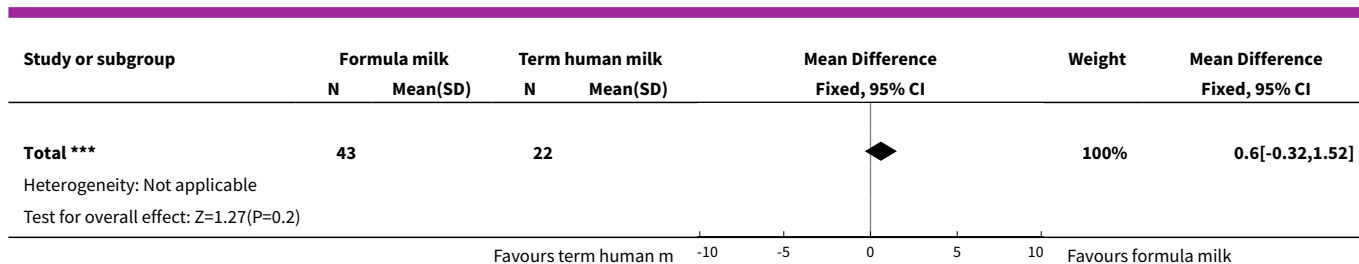 Study or subgroup Formula milk Term human milk Mean Difference Weight Mean Difference
N Mean(SD) N Mean(SD) Fixed, 95% CI Fixed, 95% CI
Total *** 43 22 100% 0.6[-0.32,1.52]
Heterogeneity: Not applicable
Test for overall effect: Z=1.27(P=0.2)
Favours term human m -10 -5 0 5 10 Favours formula milk